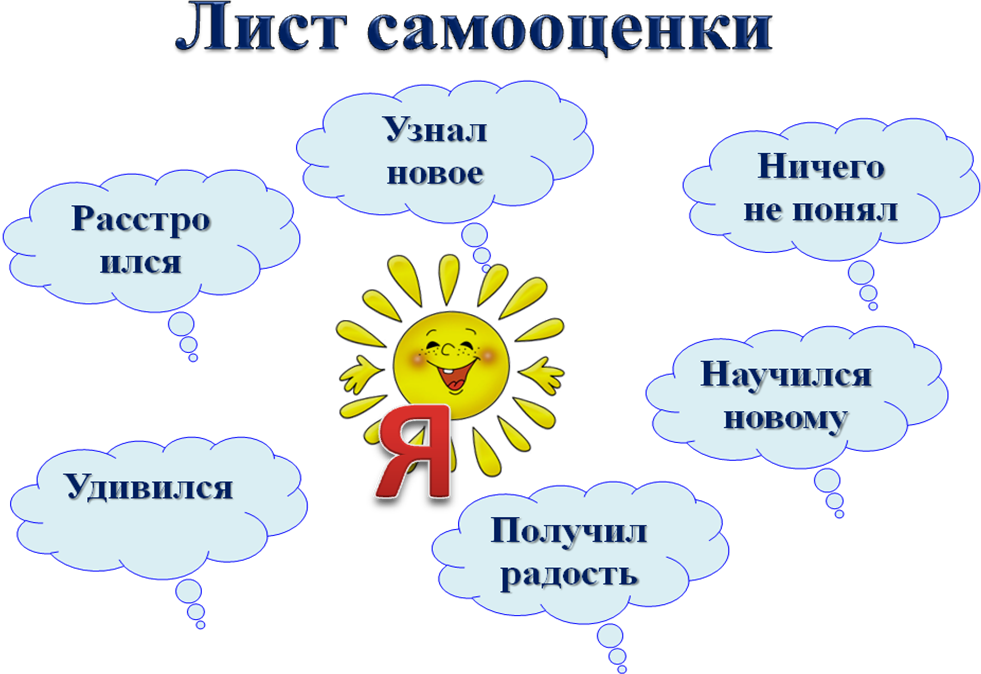 Лист самооценки
Узнал
новое
Ничего
не понял
Расстро
ился
Научился
новому
Я
Удивился
Получил
радость